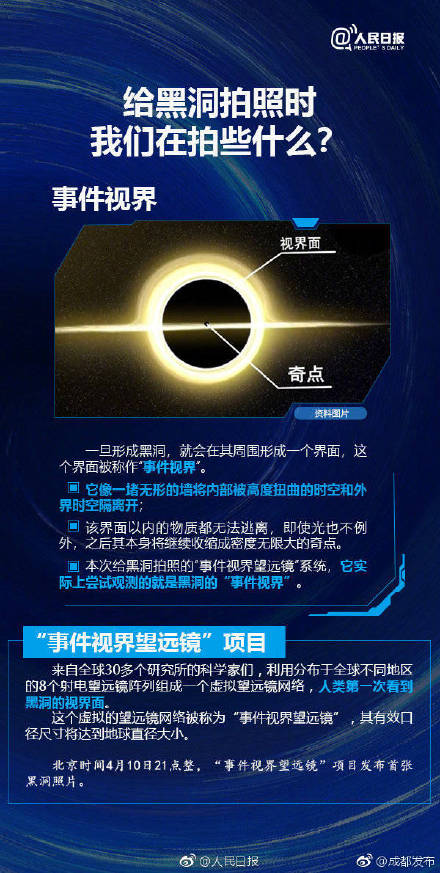 @人民日报
PEOPLE'S DAILY
给黑洞拍照时
我们在拍些什么?
事件视界
视界面
奇点
资料图片
一旦形成黑洞，就会在其周围形成一个界面，这
个界面被称作“事件视界”。
它像一堵无形的墙将内部被高度扭曲的时空和外
界时空隔离开；
该界面以内的物质都无法逃离，即使光也不例
外，之后其本身将继续收缩成密度无限大的奇点。
本次给黑洞拍照的“事件视界望远镜”系统，它实
际上尝试观测的就是黑洞的“事件视界”。
“事件视界望远镜”项目
来自全球30多个研究所的科学家们，利用分布于全球不同地区
的8个射电望远镜阵列组成一个虚拟望远镜网络，人类第一次看到
黑洞的视界面。
这个虚拟的望远镜网络被称为“事件视界望远镜”，其有效口
径尺寸将达到地球直径大小。
北京时间4月10日21点整，“事件视界望远镜”项目发布首张
黑洞照片。
@人民日报
@成都发布